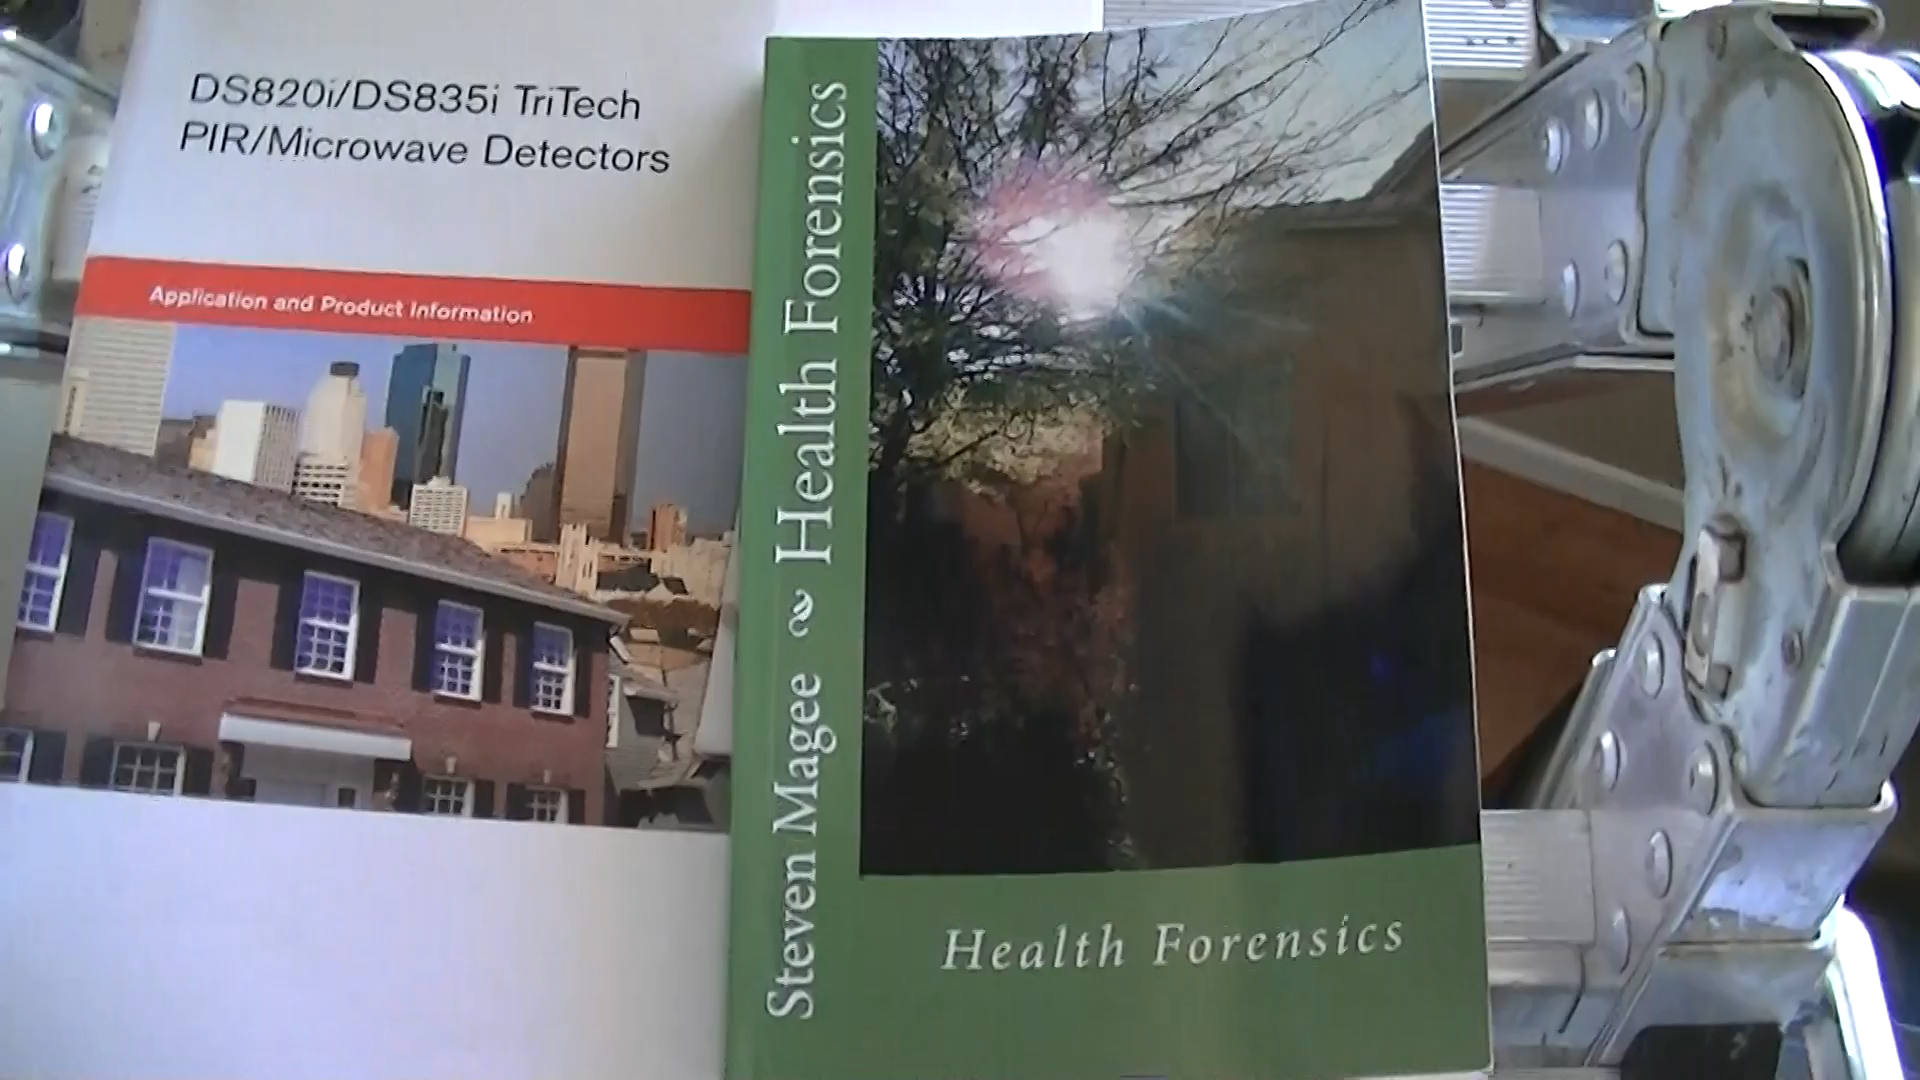 DS820i/DS835i TriTech
PIR/Microwave Detectors
Application and Product Information
Steven Magee ~ Health Forensics
Health Forensics